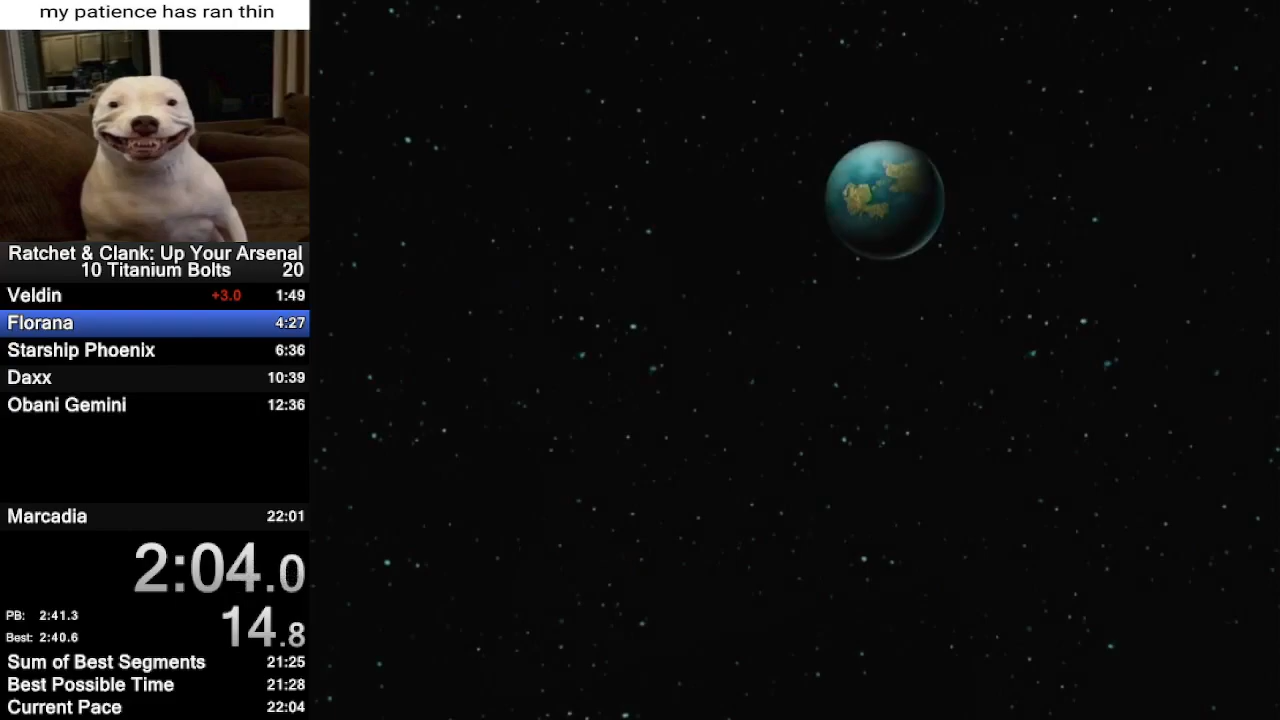 my patience has ran thin
Ratchet & Clank: Up Your Arsenal
10 Titanium Bolts 20
Veldin +3.0 1:49
Florana 4:27
Starship Phoenix 6:36
Daxx 10:39
Obani Gemini 12:36
Marcadia 22:01
2:04.0
PB: 2:41.3
14.8
Best: 2:40.6
Sum of Best Segments 21:25
Best Possible Time 21:28
Current Pace 22:04